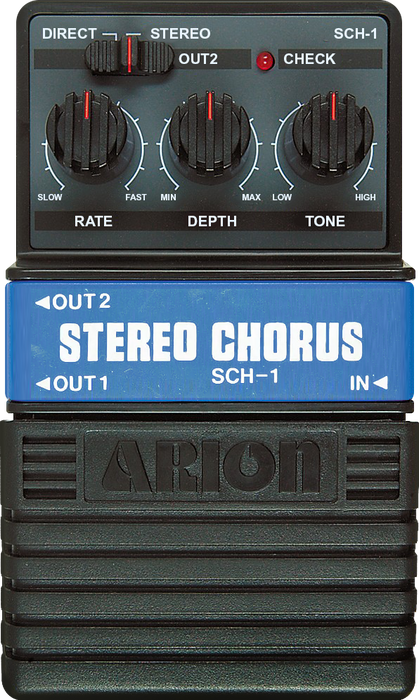 DIRECT STEREO SCH-1
OUT2 CHECK
SLOW FAST MIN MAX LOW HIGH
RATE DEPTH TONE
◀OUT 2
STEREO CHORUS
SCH-1
◀OUT 1 IN◀
ARION